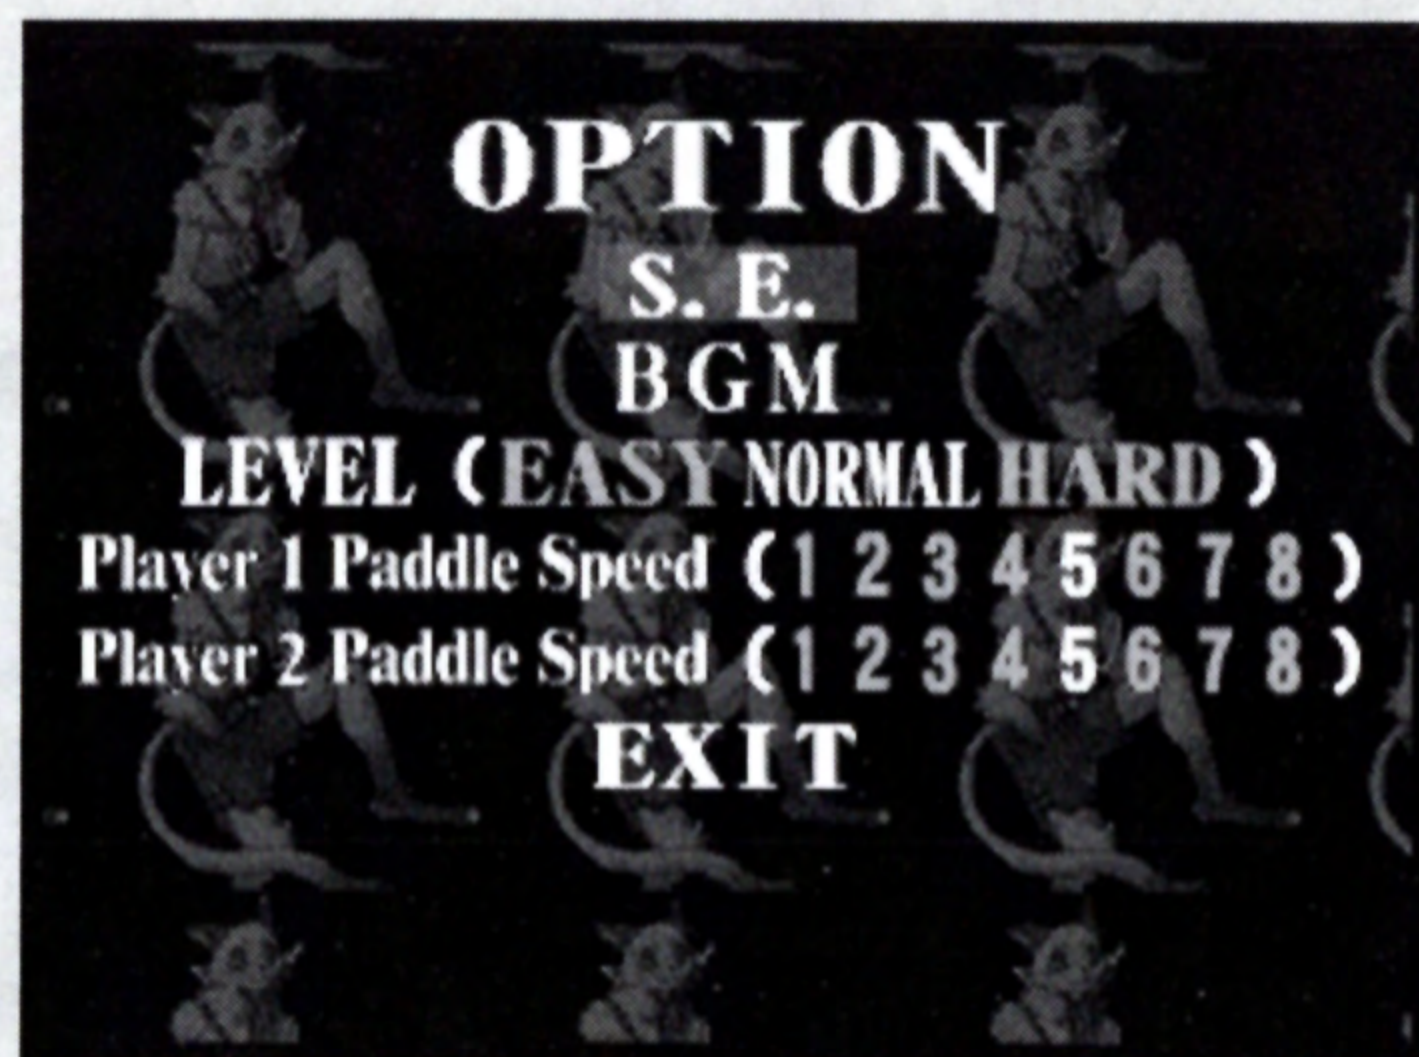 OPTION
S. E.
BGM
LEVEL (EASY NORMAL HARD)
Player 1 Paddle Speed (1 2 3 4 5 6 7 8)
Player 2 Paddle Speed (1 2 3 4 5 6 7 8)
EXIT